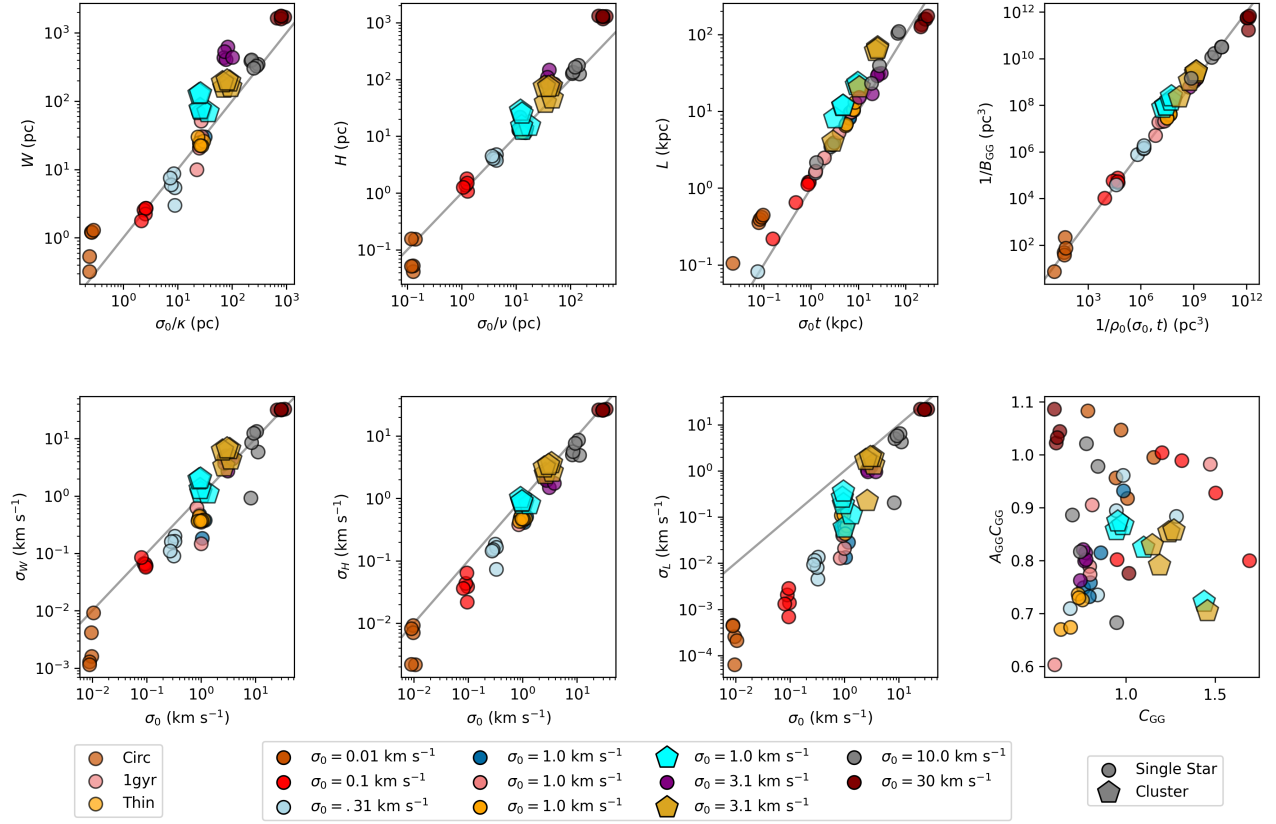 10³ 10² 10¹ 10⁰
W (pc)
10⁰ 10¹ 10² 10³
σ₀/κ (pc)
10³ 10² 10¹ 10⁰ 10⁻¹
H (pc)
10⁻¹ 10⁰ 10¹ 10²
σ₀/ν (pc)
10² 10¹ 10⁰ 10⁻¹
L (kpc)
10⁻¹ 10⁰ 10¹ 10²
σ₀t (kpc)
10¹² 10¹⁰ 10⁸ 10⁶ 10⁴ 10²
1/B_GG (pc³)
10³ 10⁶ 10⁹ 10¹²
1/ρ₀(σ₀, t) (pc³)
10¹ 10⁰ 10⁻¹ 10⁻² 10⁻³
σ_W (km s⁻¹)
10⁻² 10⁻¹ 10⁰ 10¹
σ₀ (km s⁻¹)
10¹ 10⁰ 10⁻¹ 10⁻²
σ_H (km s⁻¹)
10⁻² 10⁻¹ 10⁰ 10¹
σ₀ (km s⁻¹)
10¹ 10⁰ 10⁻¹ 10⁻² 10⁻³ 10⁻⁴
σ_L (km s⁻¹)
10⁻² 10⁻¹ 10⁰ 10¹
σ₀ (km s⁻¹)
1.1 1.0 0.9 0.8 0.7 0.6
A_GG C_GG
1.0 1.5
C_GG
Circ
1gyr
Thin
σ₀ = 0.01 km s⁻¹
σ₀ = 0.1 km s⁻¹
σ₀ = .31 km s⁻¹
σ₀ = 1.0 km s⁻¹
σ₀ = 1.0 km s⁻¹
σ₀ = 1.0 km s⁻¹
σ₀ = 1.0 km s⁻¹
σ₀ = 3.1 km s⁻¹
σ₀ = 3.1 km s⁻¹
σ₀ = 10.0 km s⁻¹
σ₀ = 30 km s⁻¹
Single Star
Cluster